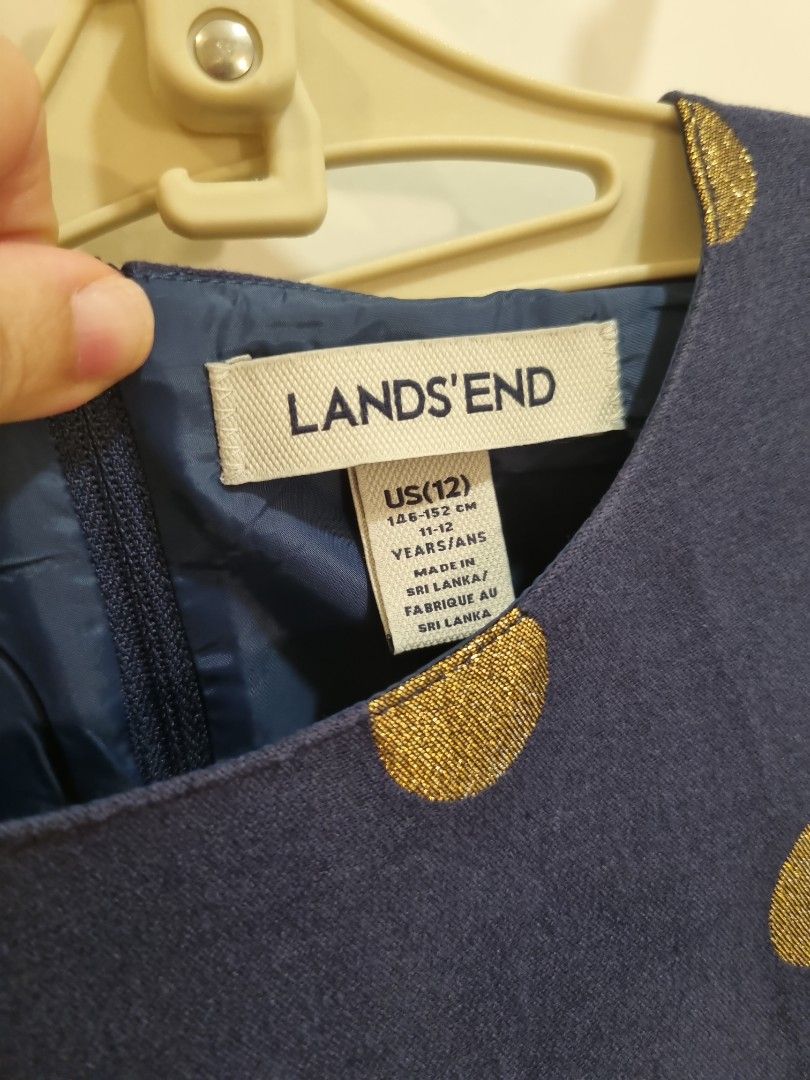 LANDS'END
US(12)
146-152 CM
11-12
YEARS/ANS
MADE IN
SRI LANKA/
FABRIQUE AU
SRI LANKA